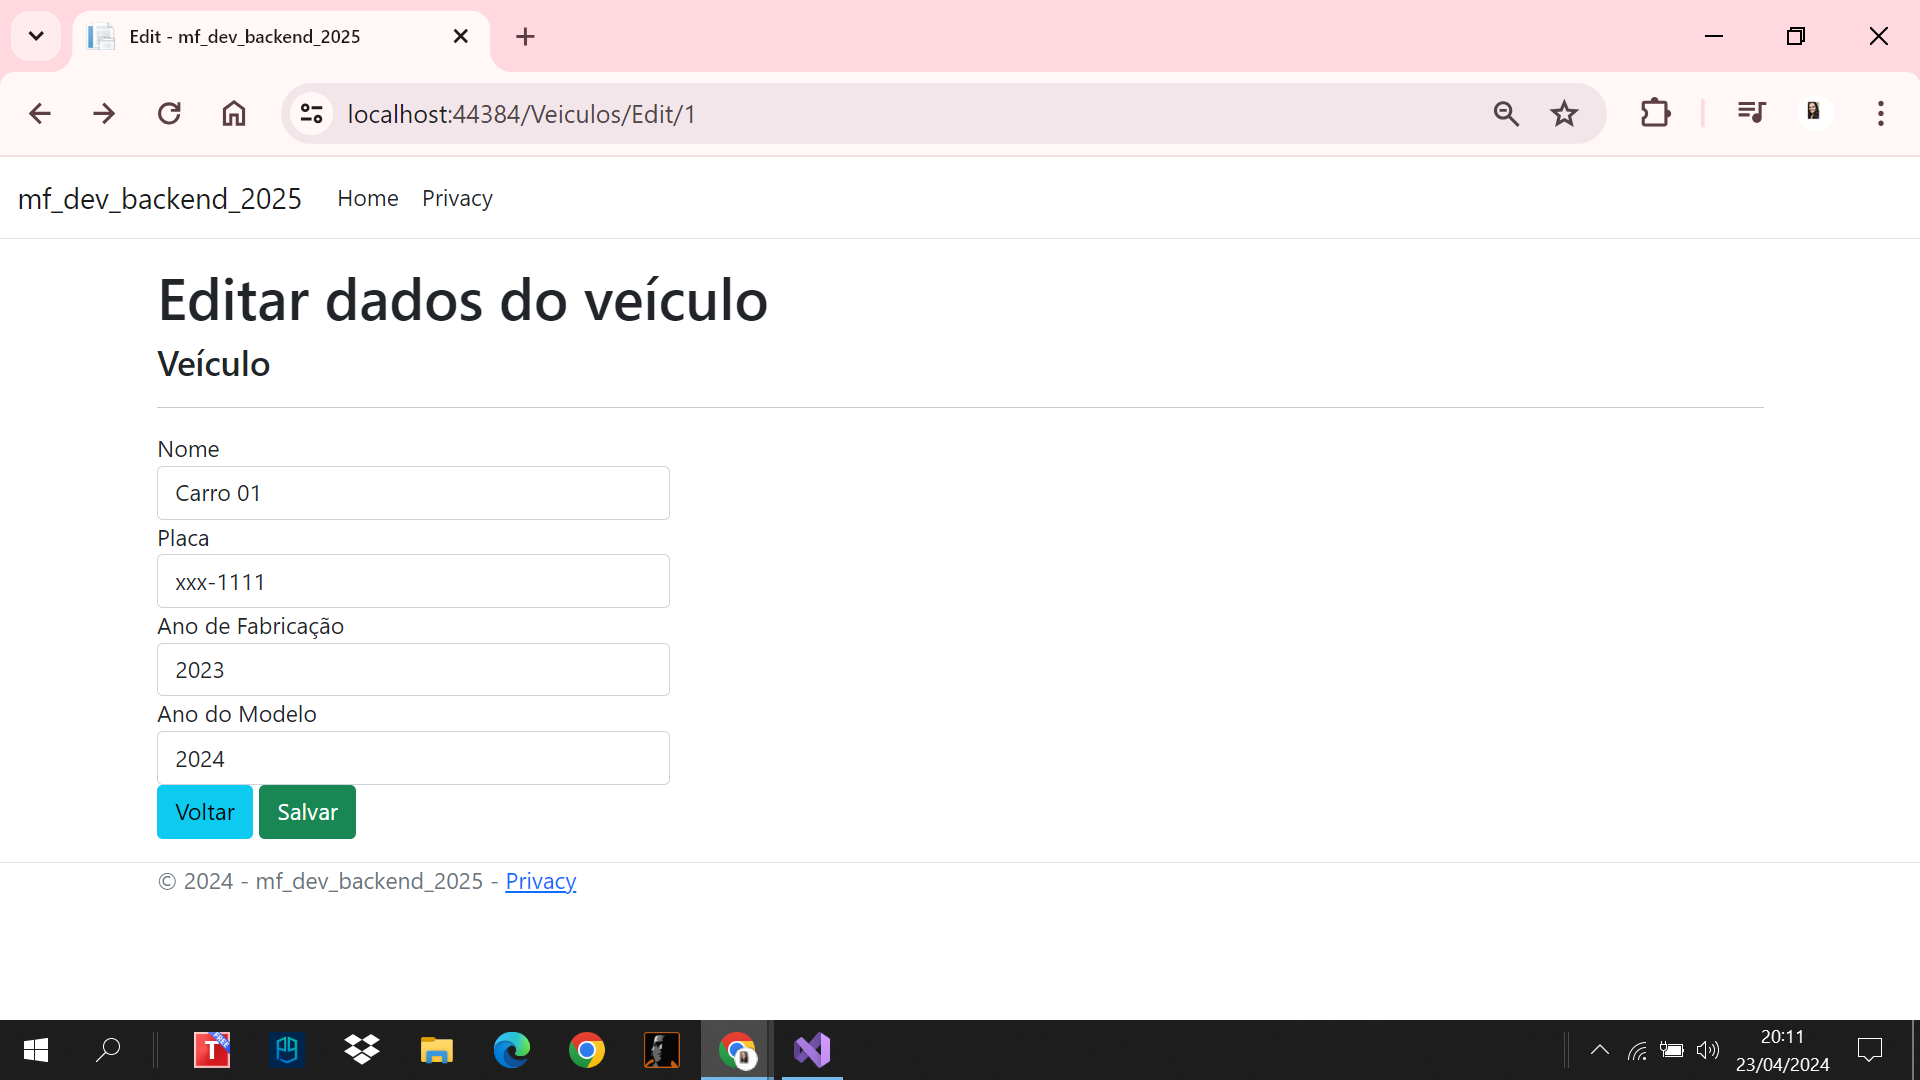 Edit - mf_dev_backend_2025
localhost:44384/Veiculos/Edit/1
mf_dev_backend_2025 Home Privacy
Editar dados do veículo
Veículo
Nome
Carro 01
Placa
xxx-1111
Ano de Fabricação
2023
Ano do Modelo
2024
Voltar Salvar
© 2024 - mf_dev_backend_2025 - Privacy
T FREE
20:11
23/04/2024